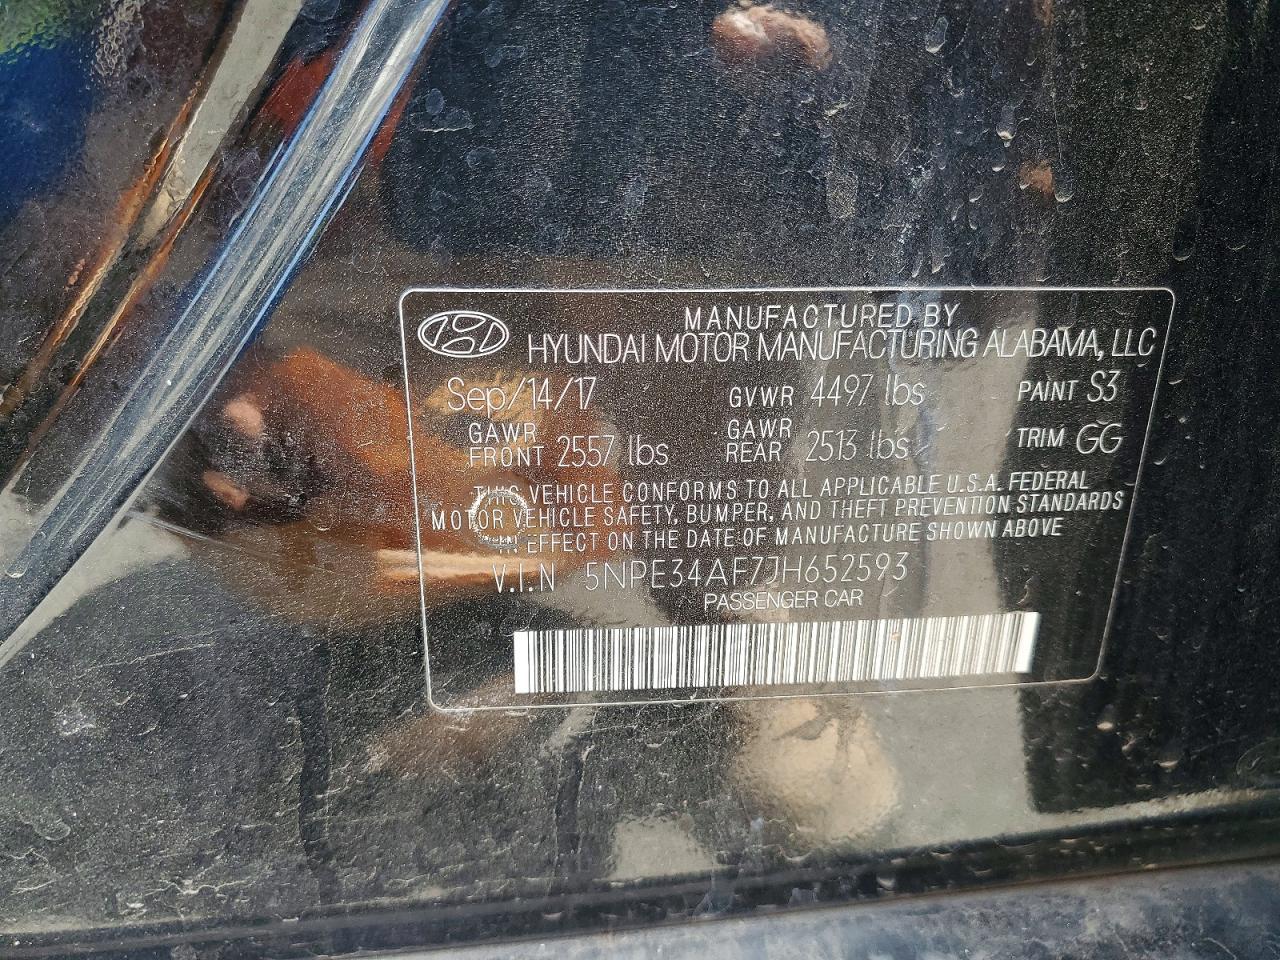 MANUFACTURED BY
HYUNDAI MOTOR MANUFACTURING ALABAMA, LLC
Sep/14/17 GVWR 4497 lbs PAINT S3
GAWR FRONT 2557 lbs GAWR REAR 2513 lbs TRIM GG
THIS VEHICLE CONFORMS TO ALL APPLICABLE U.S.A. FEDERAL
MOTOR VEHICLE SAFETY, BUMPER, AND THEFT PREVENTION STANDARDS
IN EFFECT ON THE DATE OF MANUFACTURE SHOWN ABOVE
V.I.N 5NPE34AF7JH652593
PASSENGER CAR